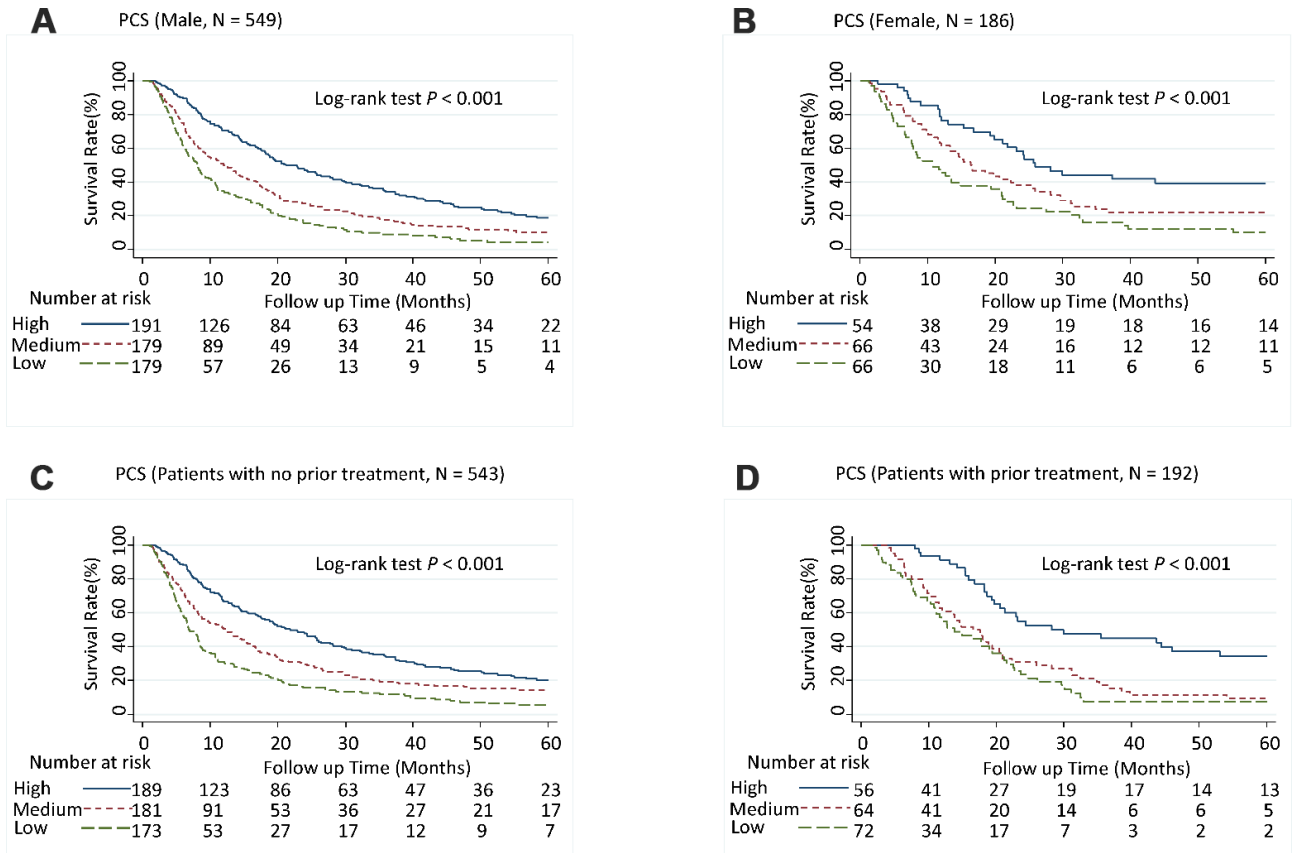 A
PCS (Male, N = 549)
Survival Rate(%)
100
80
60
40
20
0
Log-rank test P < 0.001
0 10 20 30 40 50 60
Number at risk
Follow up Time (Months)
High 191 126 84 63 46 34 22
Medium 179 89 49 34 21 15 11
Low 179 57 26 13 9 5 4
B
PCS (Female, N = 186)
Survival Rate(%)
100
80
60
40
20
0
Log-rank test P < 0.001
0 10 20 30 40 50 60
Number at risk
Follow up Time (Months)
High 54 38 29 19 18 16 14
Medium 66 43 24 16 12 12 11
Low 66 30 18 11 6 6 5
C
PCS (Patients with no prior treatment, N = 543)
Survival Rate(%)
100
80
60
40
20
0
Log-rank test P < 0.001
0 10 20 30 40 50 60
Number at risk
Follow up Time (Months)
High 189 123 86 63 47 36 23
Medium 181 91 53 36 27 21 17
Low 173 53 27 17 12 9 7
D
PCS (Patients with prior treatment, N = 192)
Survival Rate(%)
100
80
60
40
20
0
Log-rank test P < 0.001
0 10 20 30 40 50 60
Number at risk
Follow up Time (Months)
High 56 41 27 19 17 14 13
Medium 64 41 20 14 6 6 5
Low 72 34 17 7 3 2 2